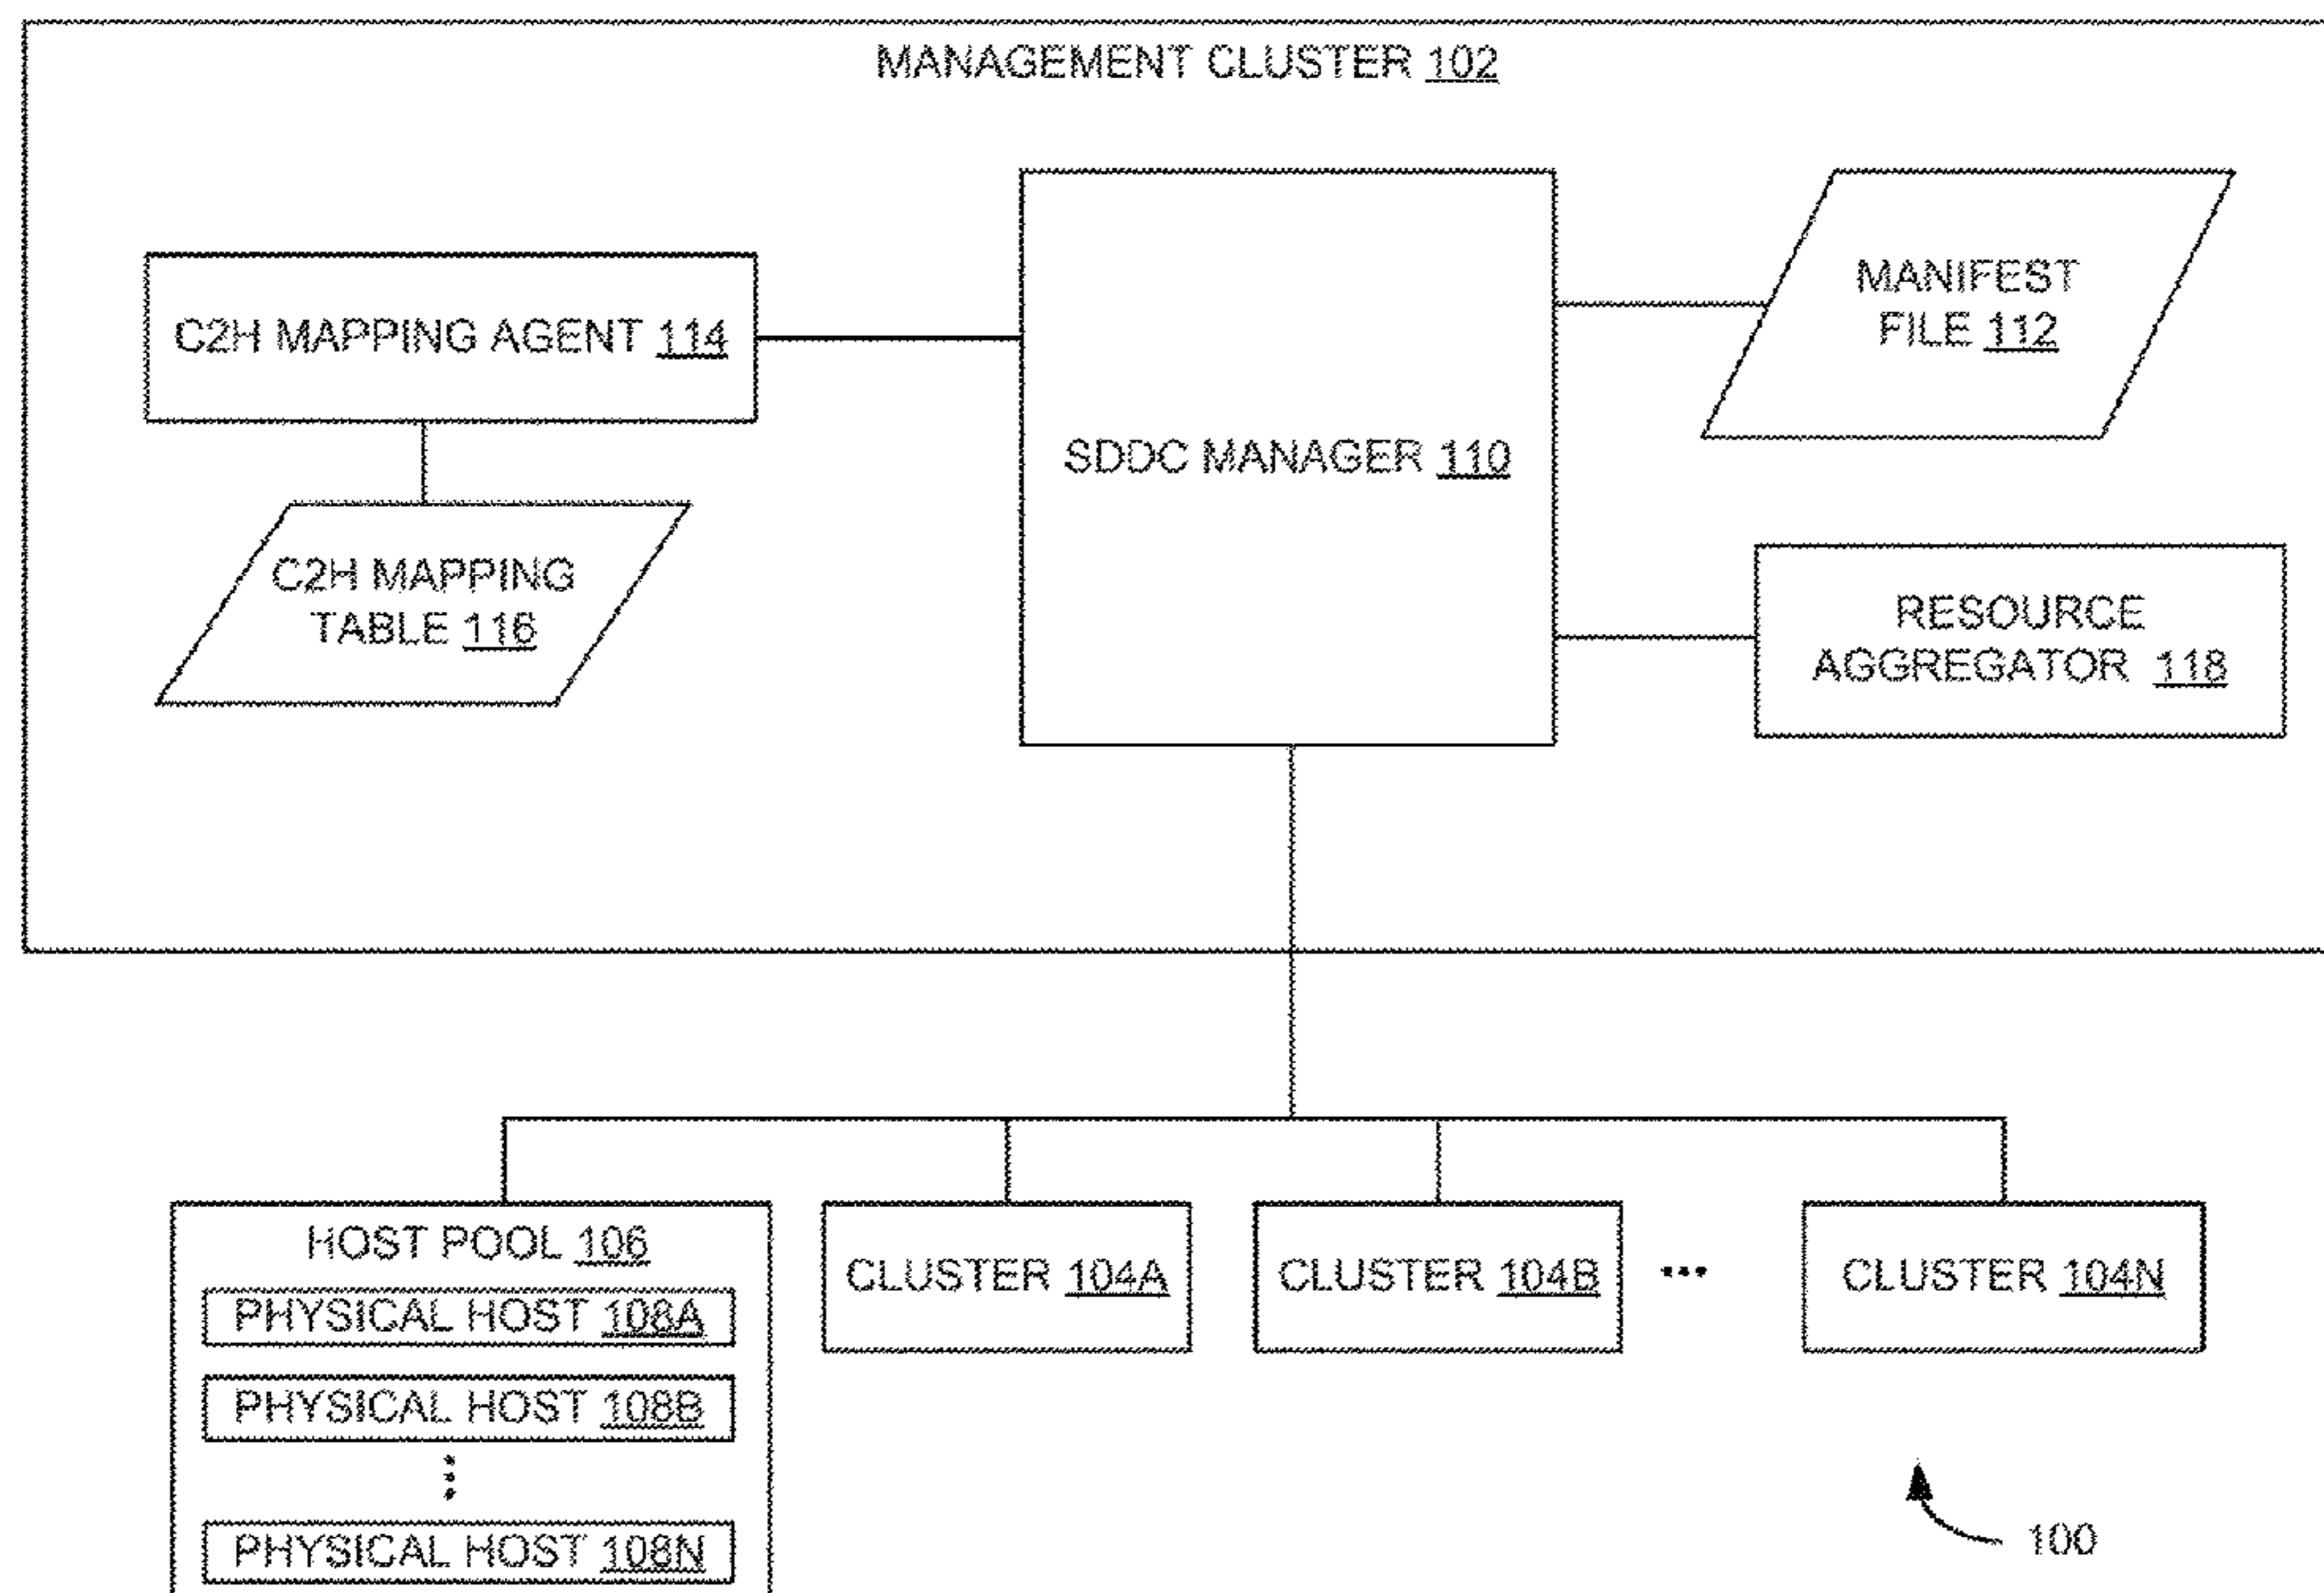 MANAGEMENT CLUSTER 102
C2H MAPPING AGENT 114
C2H MAPPING
TABLE 116
SDDC MANAGER 110
MANIFEST
FILE 112
RESOURCE
AGGREGATOR 118
HOST POOL 106
PHYSICAL HOST 108A
PHYSICAL HOST 108B
⋮
PHYSICAL HOST 108N
CLUSTER 104A
CLUSTER 104B
...
CLUSTER 104N
100